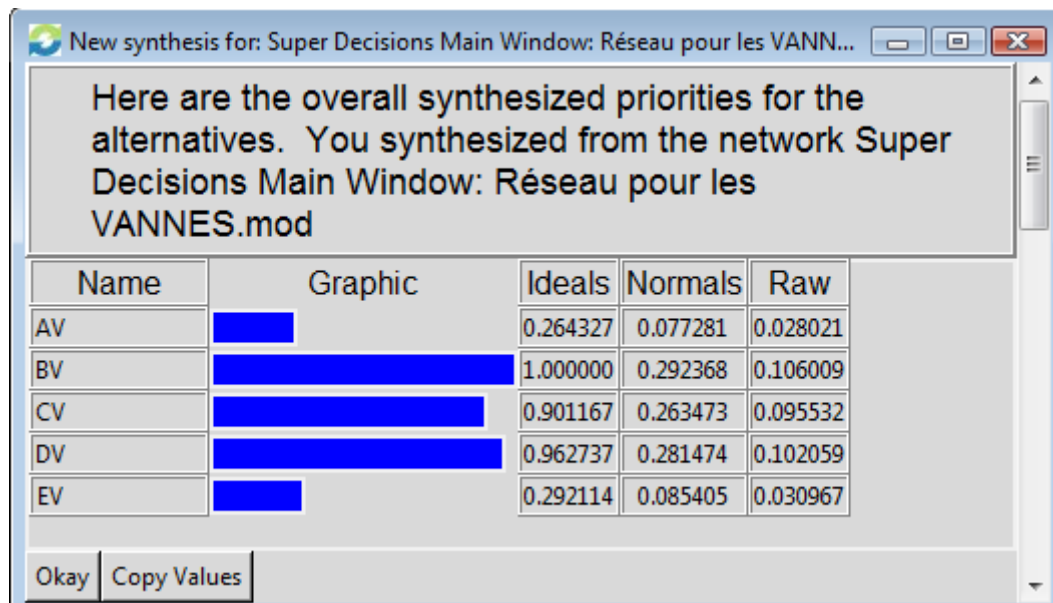 New synthesis for: Super Decisions Main Window: Réseau pour les VANN...
Here are the overall synthesized priorities for the
alternatives. You synthesized from the network Super
Decisions Main Window: Réseau pour les
VANNES.mod
Name Graphic Ideals Normals Raw
AV 0.264327 0.077281 0.028021
BV 1.000000 0.292368 0.106009
CV 0.901167 0.263473 0.095532
DV 0.962737 0.281474 0.102059
EV 0.292114 0.085405 0.030967
Okay Copy Values